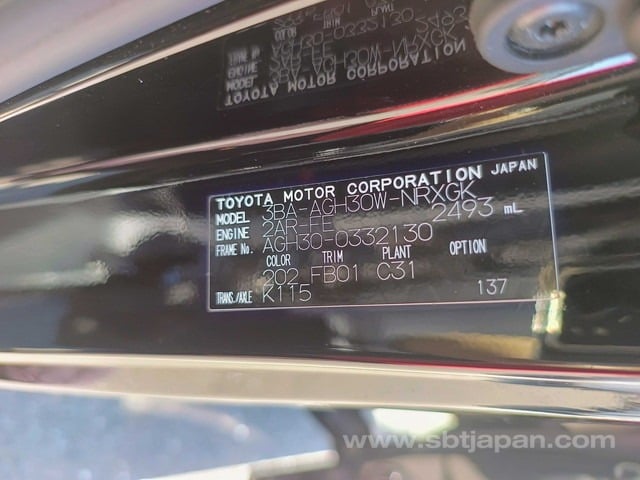 TOYOTA MOTOR CORPORATION JAPAN
MODEL 3BA-AGH30W-NRXGK
ENGINE 2AR-FE 2493 mL
FRAME No. AGH30-0332130
COLOR TRIM PLANT OPTION
202 FB01 C31
TRANS./AXLE K115 137
www.sbtjapan.com